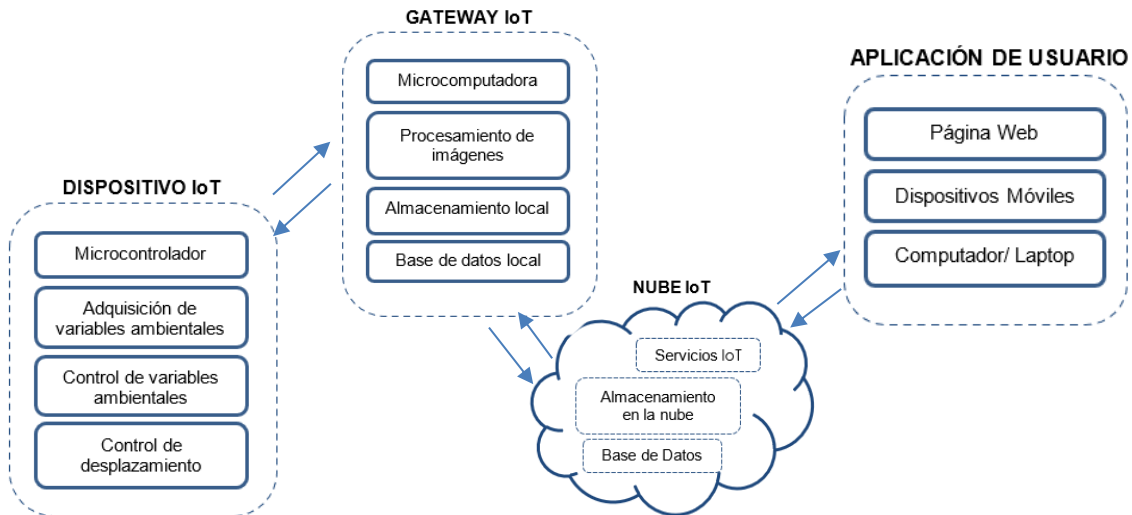 DISPOSITIVO IoT
Microcontrolador
Adquisición de
variables ambientales
Control de variables
ambientales
Control de
desplazamiento
GATEWAY IoT
Microcomputadora
Procesamiento de
imágenes
Almacenamiento local
Base de datos local
NUBE IoT
Servicios IoT
Almacenamiento
en la nube
Base de Datos
APLICACIÓN DE USUARIO
Página Web
Dispositivos Móviles
Computador/ Laptop